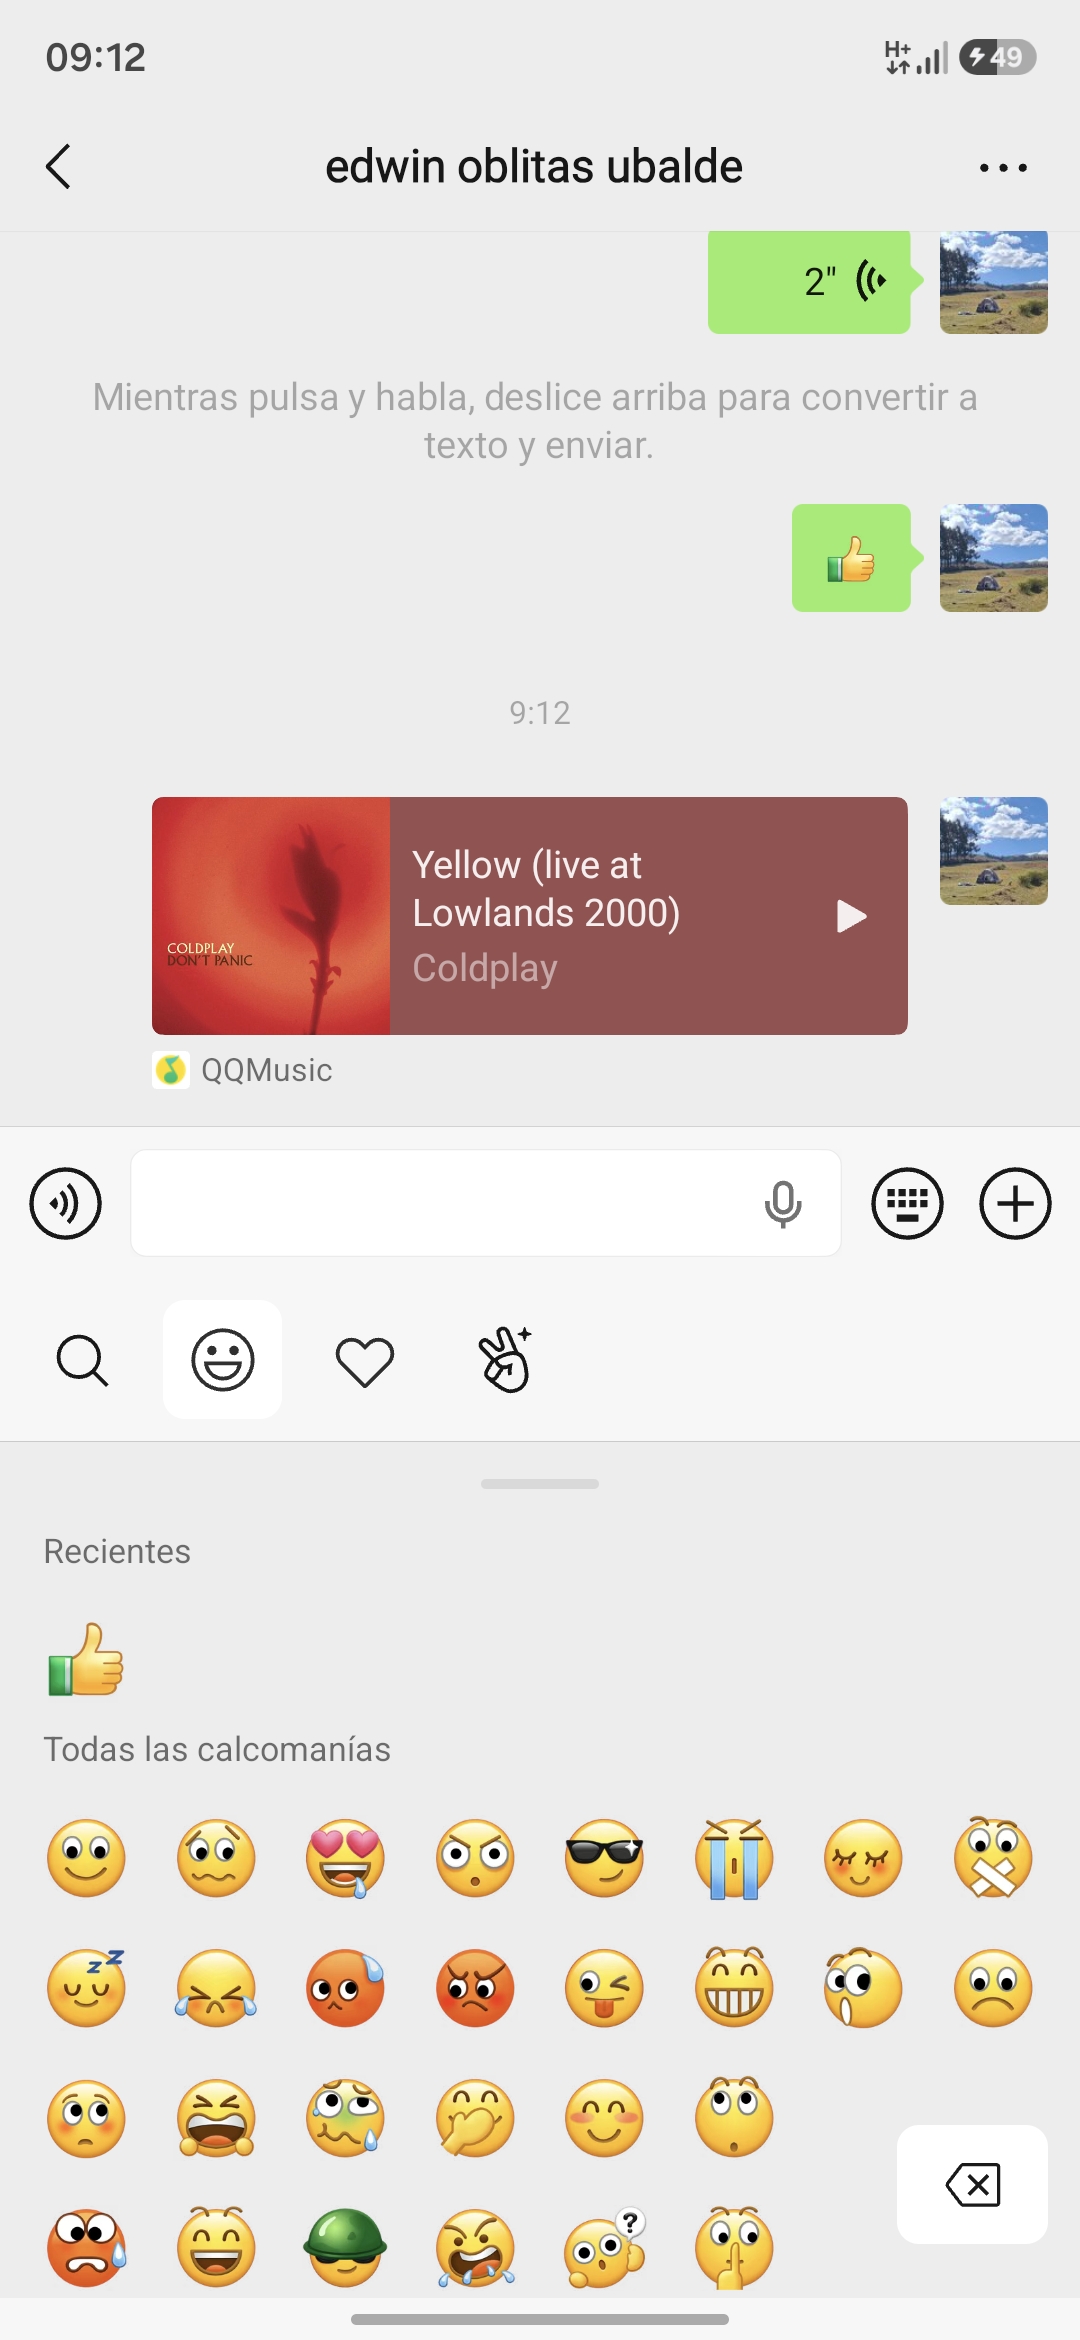 09:12
H+
49
edwin oblitas ubalde
2"
Mientras pulsa y habla, deslice arriba para convertir a
texto y enviar.
9:12
Yellow (live at
Lowlands 2000)
Coldplay
COLDPLAY
DON'T PANIC
QQMusic
Recientes
Todas las calcomanías
z z
?